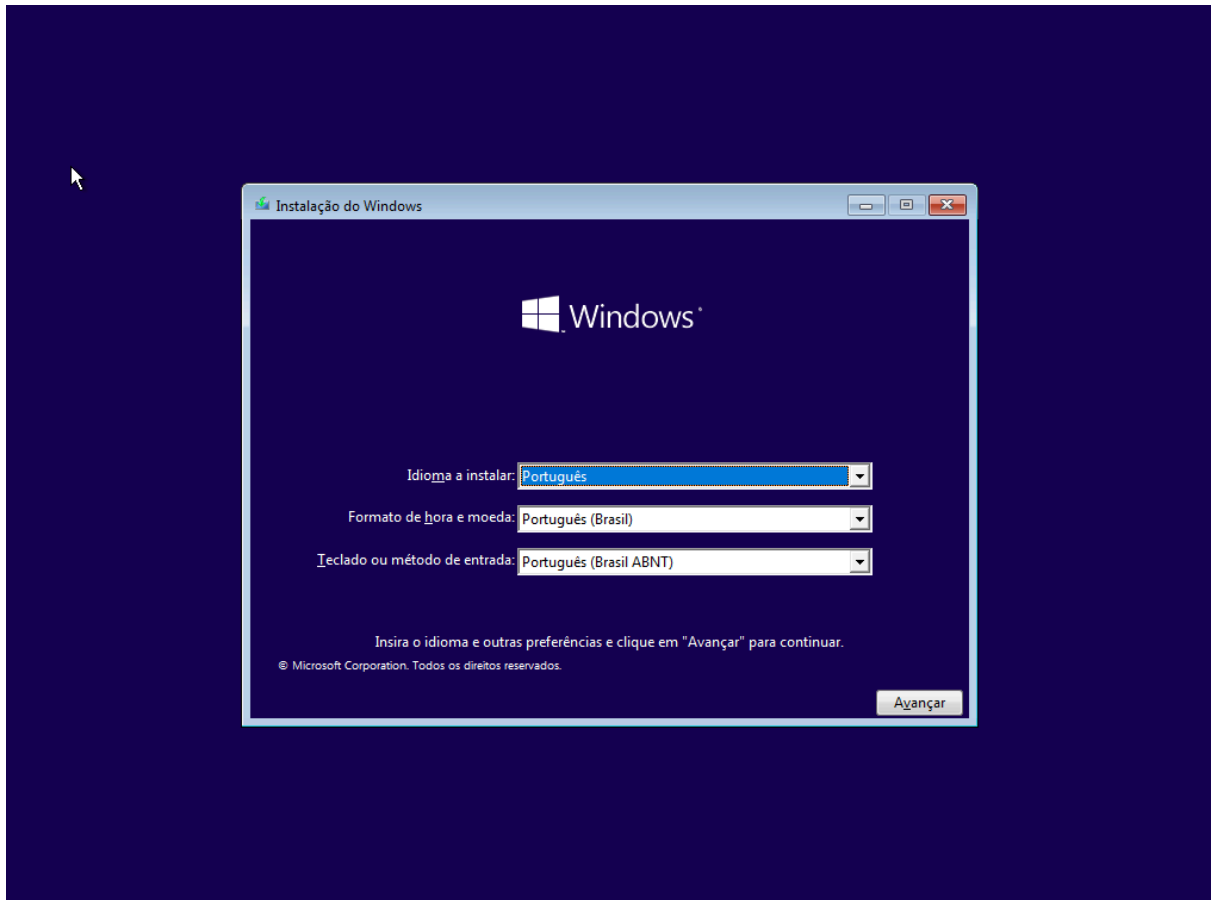 Instalação do Windows
Windows
Idioma a instalar: Português
Formato de hora e moeda: Português (Brasil)
Teclado ou método de entrada: Português (Brasil ABNT)
Insira o idioma e outras preferências e clique em "Avançar" para continuar.
© Microsoft Corporation. Todos os direitos reservados.
Avançar